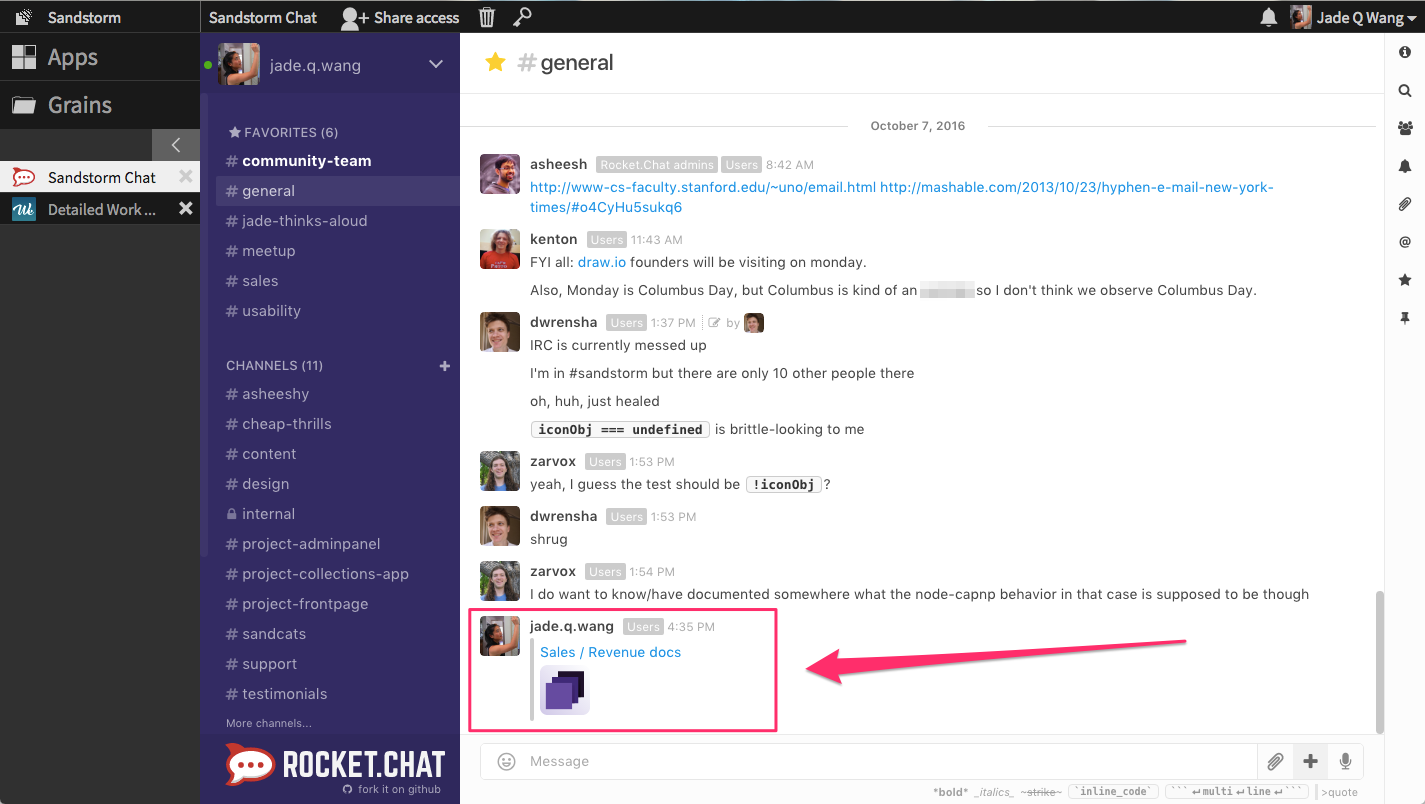 Sandstorm
Sandstorm Chat
Share access
Jade Q Wang
Apps
Grains
Sandstorm Chat
Detailed Work ...
jade.q.wang
FAVORITES (6)
# community-team
# general
# jade-thinks-aloud
# meetup
# sales
# usability
CHANNELS (11)
# asheeshy
# cheap-thrills
# content
# design
internal
# project-adminpanel
# project-collections-app
# project-frontpage
# sandcats
# support
# testimonials
More channels...
ROCKET.CHAT
fork it on github
#general
October 7, 2016
asheesh Rocket.Chat admins Users 8:42 AM
http://www-cs-faculty.stanford.edu/~uno/email.html http://mashable.com/2013/10/23/hyphen-e-mail-new-york-
times/#o4CyHu5sukq6
kenton Users 11:43 AM
FYI all: draw.io founders will be visiting on monday.
Also, Monday is Columbus Day, but Columbus is kind of an so I don't think we observe Columbus Day.
dwrensha Users 1:37 PM by
IRC is currently messed up
I'm in #sandstorm but there are only 10 other people there
oh, huh, just healed
iconObj === undefined is brittle-looking to me
zarvox Users 1:53 PM
yeah, I guess the test should be !iconObj ?
dwrensha Users 1:53 PM
shrug
zarvox Users 1:54 PM
I do want to know/have documented somewhere what the node-capnp behavior in that case is supposed to be though
jade.q.wang Users 4:35 PM
Sales / Revenue docs
Message
*bold* _italics_ ~strike~ `inline_code` ```↵multi↵line↵``` >quote